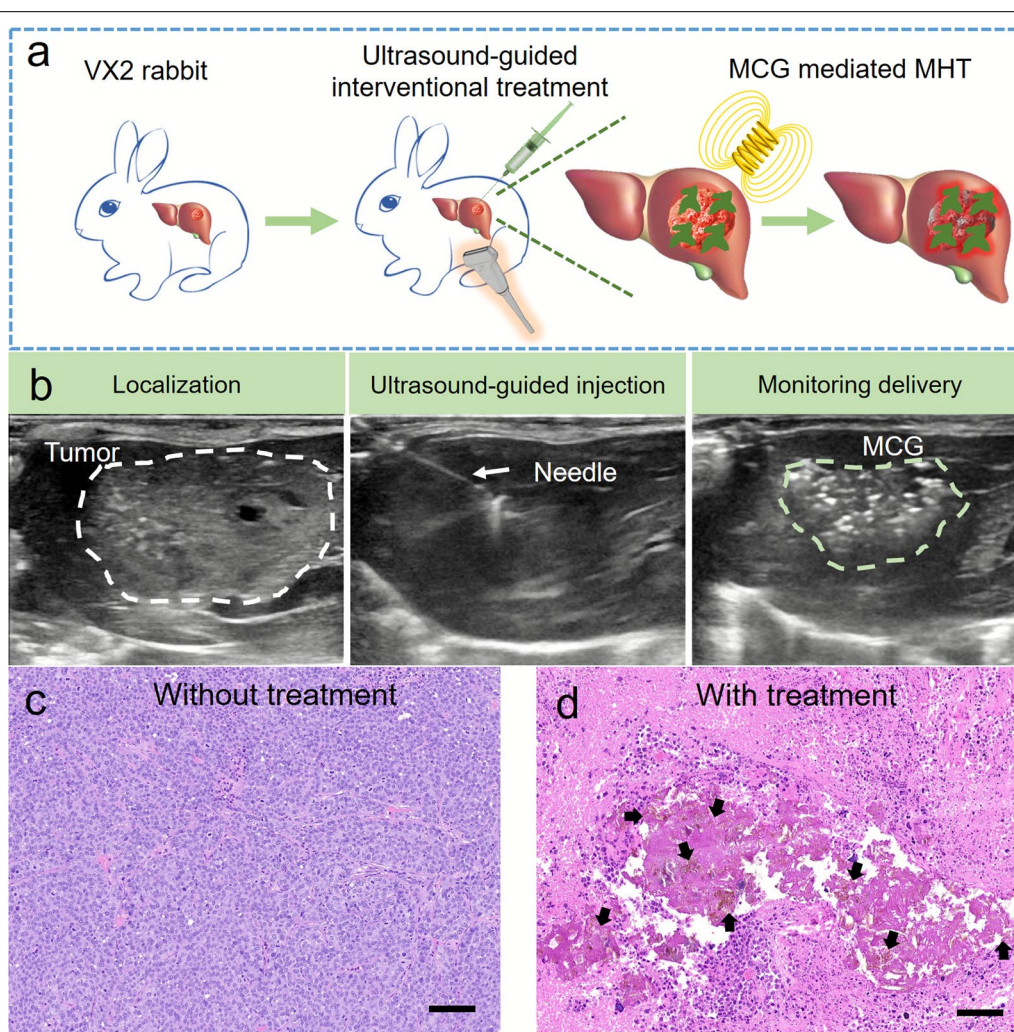 a
VX2 rabbit
Ultrasound-guided
interventional treatment
MCG mediated MHT
b
Localization
Ultrasound-guided injection
Monitoring delivery
Tumor
Needle
MCG
c
Without treatment
d
With treatment